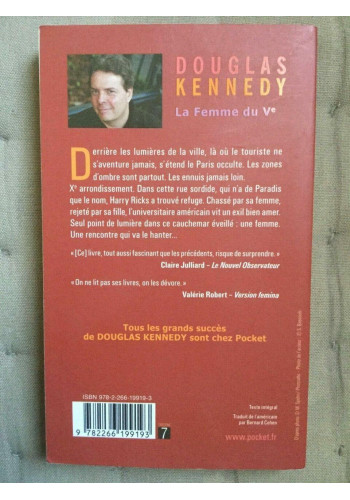 DOUGLAS
KENNEDY
La Femme du Vᵉ
Derrière les lumières de la ville, là où le touriste ne
s'aventure jamais, s'étend le Paris occulte. Les zones
d'ombre sont partout. Les ennuis jamais loin.
Xᵉ arrondissement. Dans cette rue sordide, qui n'a de Paradis
que le nom, Harry Ricks a trouvé refuge. Chassé par sa femme,
rejeté par sa fille, l'universitaire américain vit un exil bien amer.
Seul point de lumière dans ce cauchemar éveillé : une femme.
Une rencontre qui va le hanter...
« [Ce] livre, tout aussi fascinant que les précédents, risque de surprendre. »
Claire Julliard – Le Nouvel Observateur
« On ne lit pas ses livres, on les dévore. »
Valérie Robert – Version femina
Tous les grands succès
de DOUGLAS KENNEDY sont chez Pocket
ISBN 978-2-266-19919-3
9 782266 199193
7
Texte intégral
Traduit de l'américain
par Bernard Cohen
www.pocket.fr